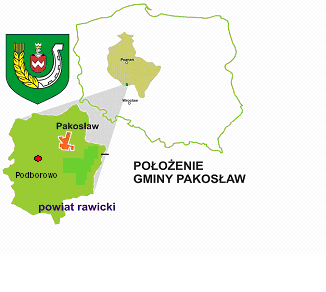 Poznań
Wrocław
Pakosław
Podborowo
POŁOŻENIE
GMINY PAKOSŁAW
powiat rawicki